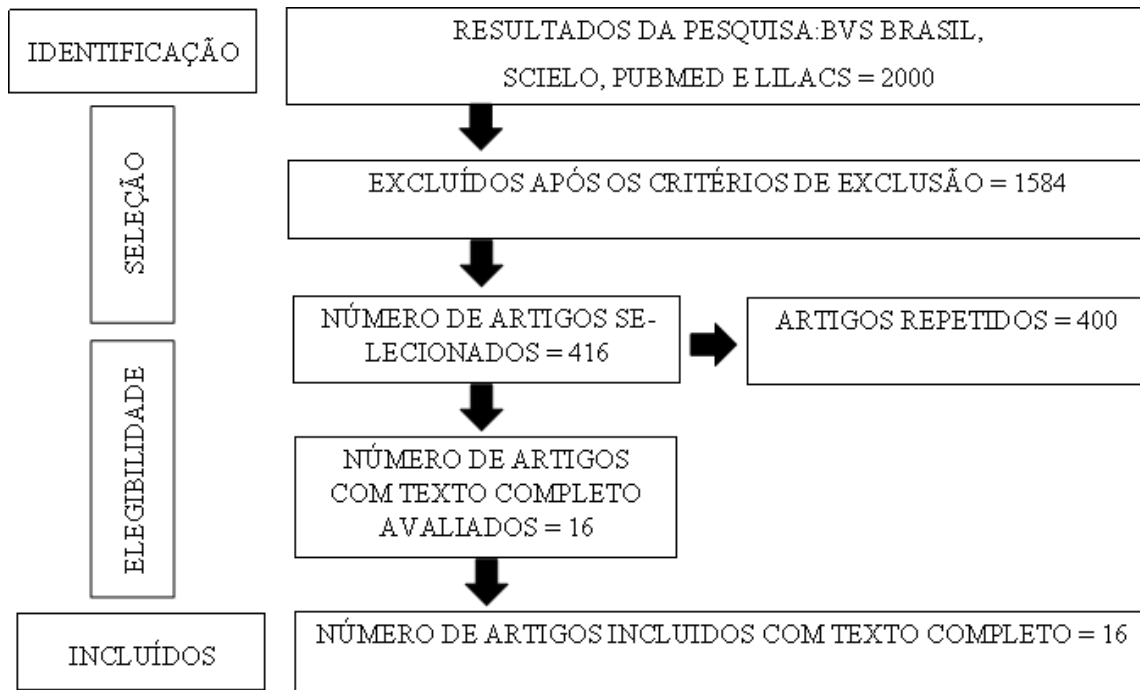 IDENTIFICAÇÃO
RESULTADOS DA PESQUISA:BVS BRASIL,
SCIELO, PUBMED E LILACS = 2000
SELEÇÃO
EXCLUÍDOS APÓS OS CRITÉRIOS DE EXCLUSÃO = 1584
NÚMERO DE ARTIGOS SE-
LECIONADOS = 416
ARTIGOS REPETIDOS = 400
ELEGIBILIDADE
NÚMERO DE ARTIGOS
COM TEXTO COMPLETO
AVALIADOS = 16
INCLUÍDOS
NÚMERO DE ARTIGOS INCLUIDOS COM TEXTO COMPLETO = 16